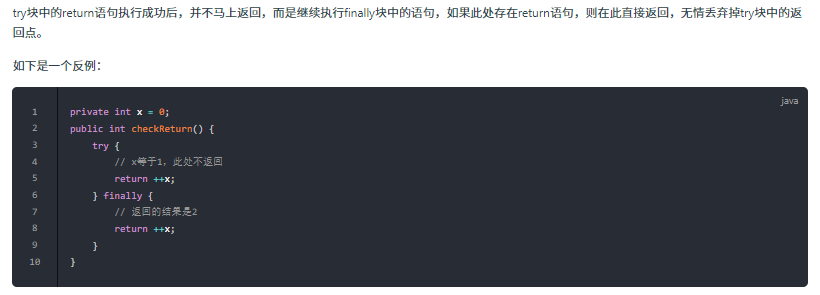 try块中的return语句执行成功后，并不马上返回，而是继续执行finally块中的语句，如果此处存在return语句，则在此直接返回，无情丢弃掉try块中的返
回点。
如下是一个反例：
java
1 private int x = 0;
2 public int checkReturn() {
3 try {
4 // x等于1，此处不返回
5 return ++x;
6 } finally {
7 // 返回的结果是2
8 return ++x;
9 }
10 }